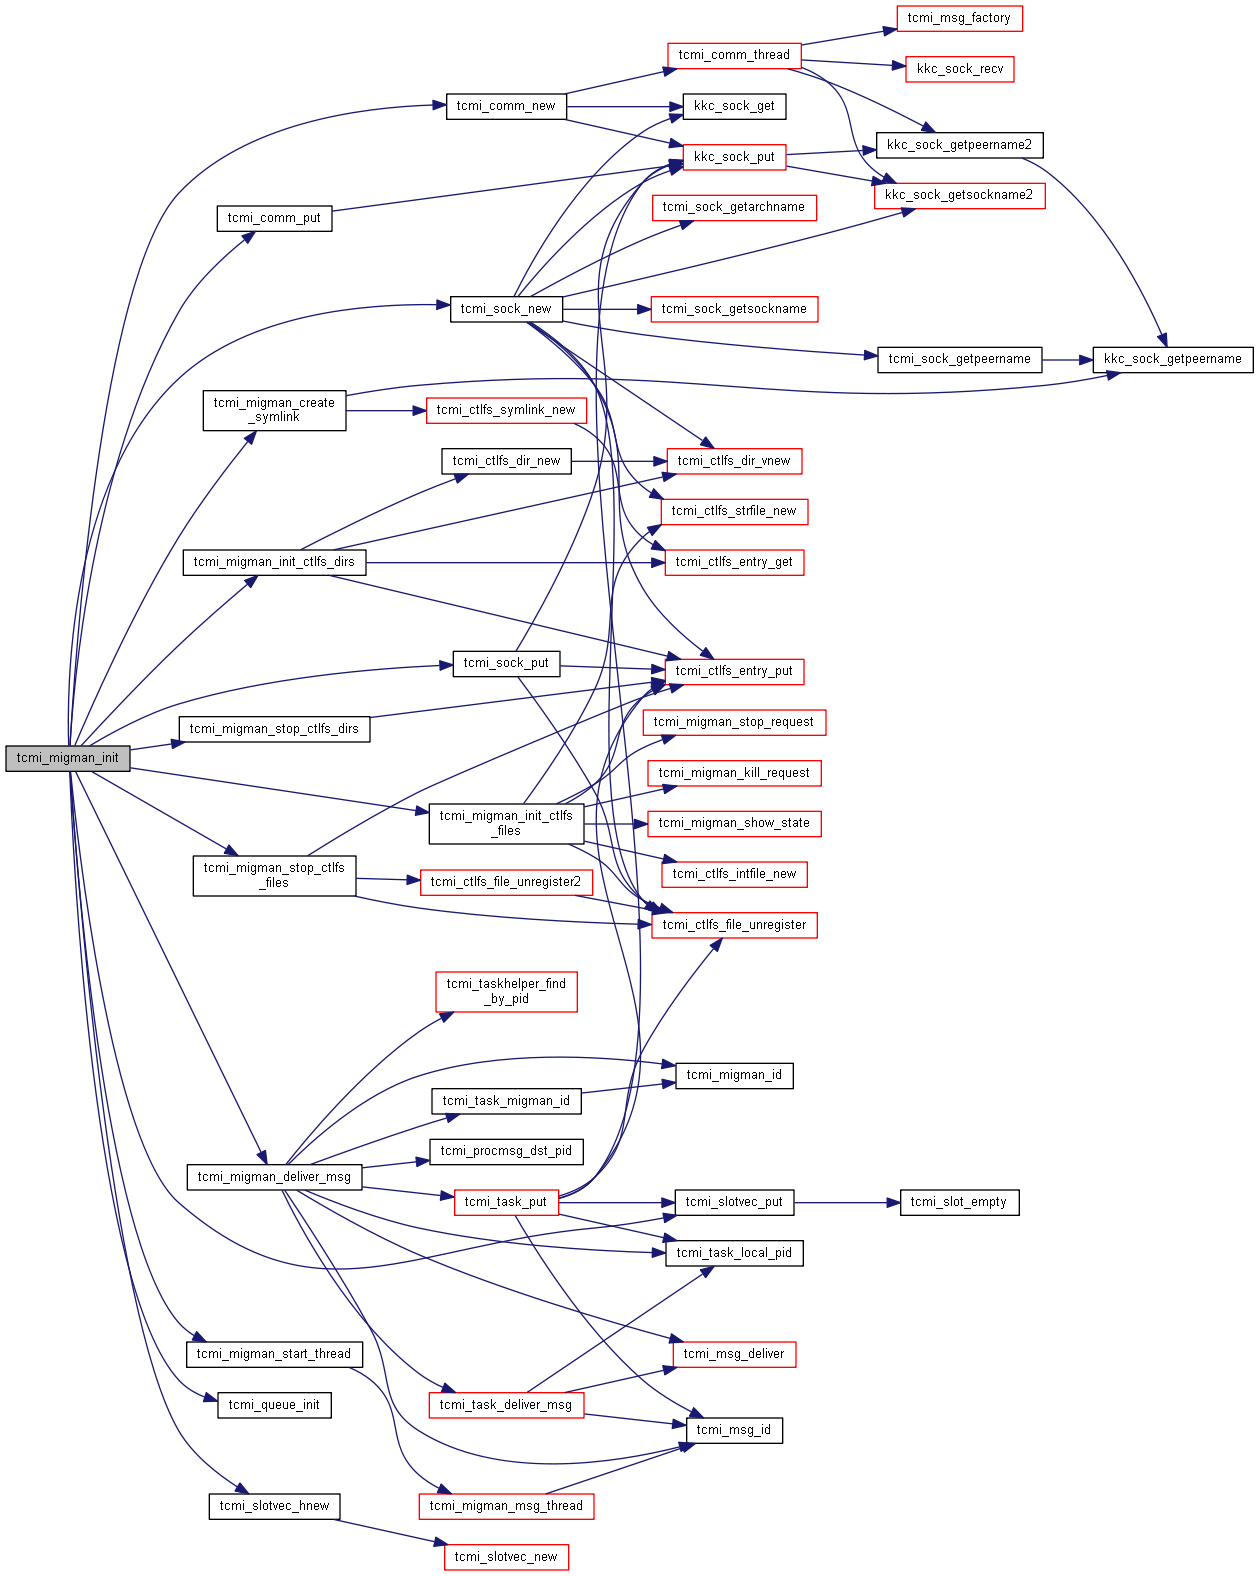 tcmi_msg_factory
tcmi_comm_thread
kkc_sock_recv
tcmi_comm_new
kkc_sock_get
kkc_sock_getpeername2
kkc_sock_put
kkc_sock_getsockname2
tcmi_sock_getarchname
tcmi_comm_put
tcmi_sock_new
tcmi_sock_getsockname
tcmi_sock_getpeername
kkc_sock_getpeername
tcmi_migman_create
_symlink
tcmi_ctlfs_symlink_new
tcmi_ctlfs_dir_new
tcmi_ctlfs_dir_vnew
tcmi_ctlfs_strfile_new
tcmi_migman_init_ctlfs_dirs
tcmi_ctlfs_entry_get
tcmi_sock_put
tcmi_ctlfs_entry_put
tcmi_migman_stop_ctlfs_dirs
tcmi_migman_stop_request
tcmi_migman_init
tcmi_migman_kill_request
tcmi_migman_init_ctlfs
_files
tcmi_migman_show_state
tcmi_migman_stop_ctlfs
_files
tcmi_ctlfs_intfile_new
tcmi_ctlfs_file_unregister2
tcmi_ctlfs_file_unregister
tcmi_taskhelper_find
_by_pid
tcmi_migman_id
tcmi_task_migman_id
tcmi_procmsg_dst_pid
tcmi_migman_deliver_msg
tcmi_task_put
tcmi_slotvec_put
tcmi_slot_empty
tcmi_task_local_pid
tcmi_migman_start_thread
tcmi_msg_deliver
tcmi_queue_init
tcmi_task_deliver_msg
tcmi_msg_id
tcmi_slotvec_hnew
tcmi_migman_msg_thread
tcmi_slotvec_new